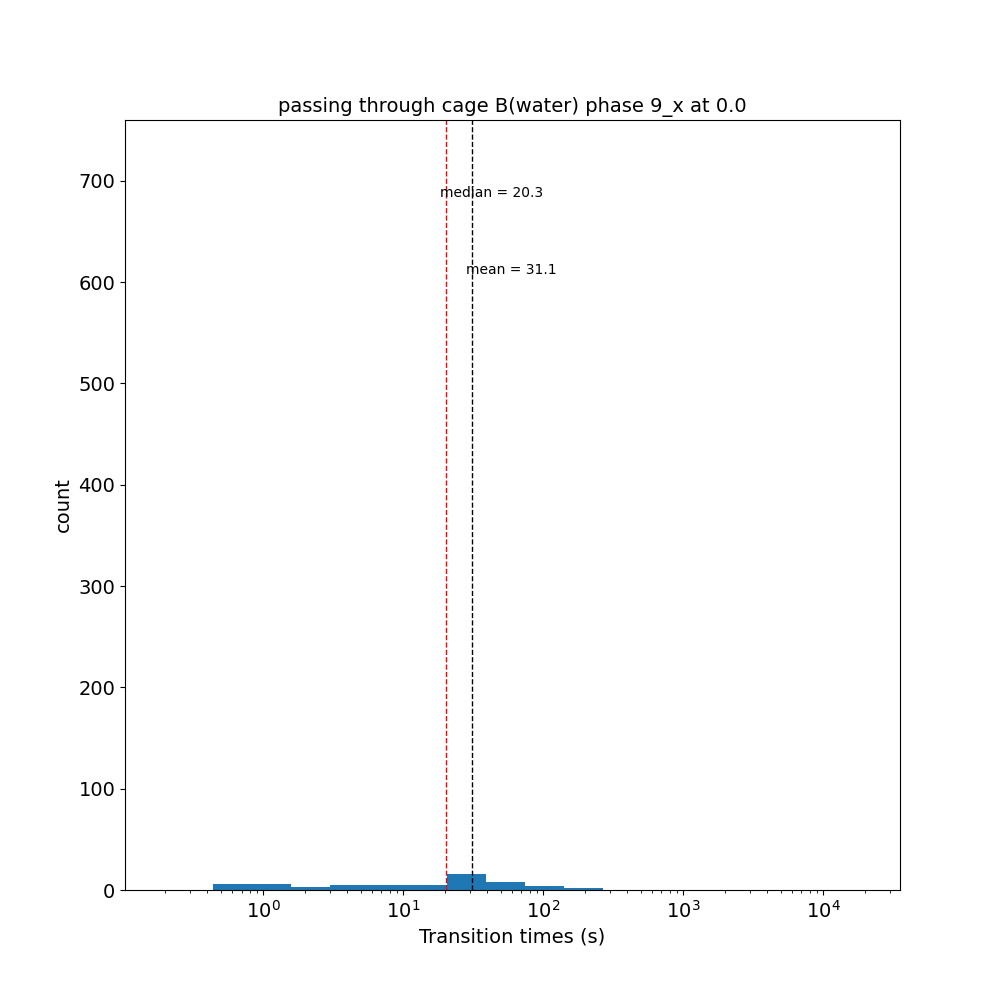 passing through cage B(water) phase 9_x at 0.0
700
600
500
400
300
200
100
0
count
median = 20.3
mean = 31.1
10^0
10^1
10^2
10^3
10^4
Transition times (s)